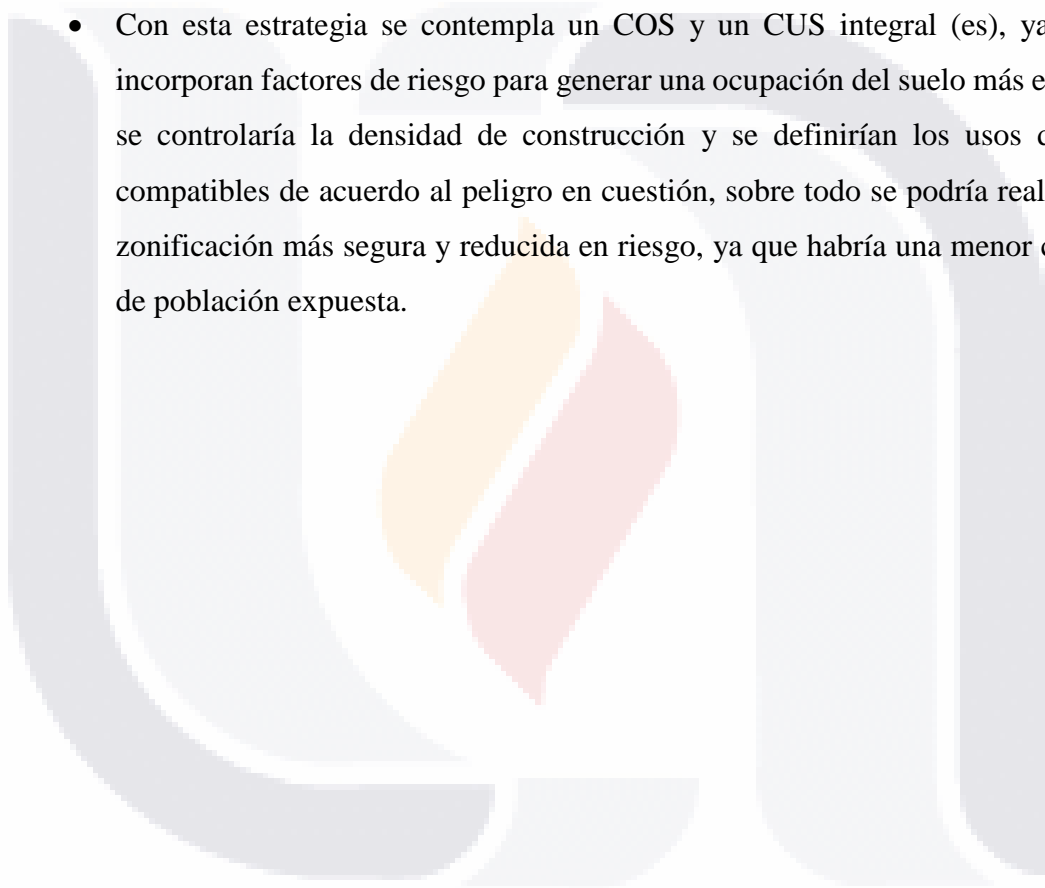 • Con esta estrategia se contempla un COS y un CUS integral (es), ya
incorporan factores de riesgo para generar una ocupación del suelo más
se controlaría la densidad de construcción y se definirían los usos
compatibles de acuerdo al peligro en cuestión, sobre todo se podría
zonificación más segura y reducida en riesgo, ya que habría una menor
de población expuesta.